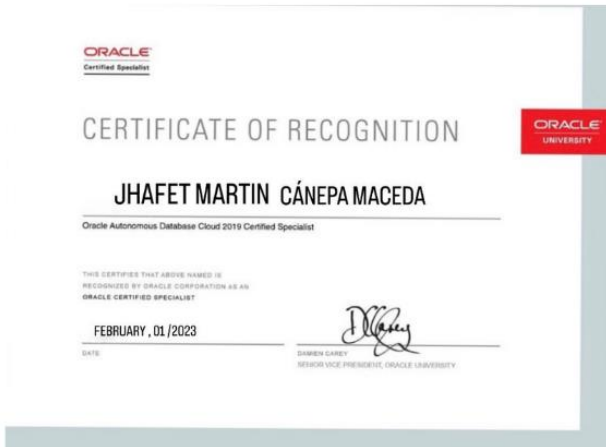 ORACLE
Certified Specialist
CERTIFICATE OF RECOGNITION
ORACLE
UNIVERSITY
JHAFET MARTIN CÁNEPA MACEDA
Oracle Autonomous Database Cloud 2019 Certified Specialist
THIS CERTIFIES THAT ABOVE NAMED IS
RECOGNIZED BY ORACLE CORPORATION AS AN
ORACLE CERTIFIED SPECIALIST
FEBRUARY , 01 /2023
DATE
DCarey
DAMIEN CAREY
SENIOR VICE PRESIDENT, ORACLE UNIVERSITY